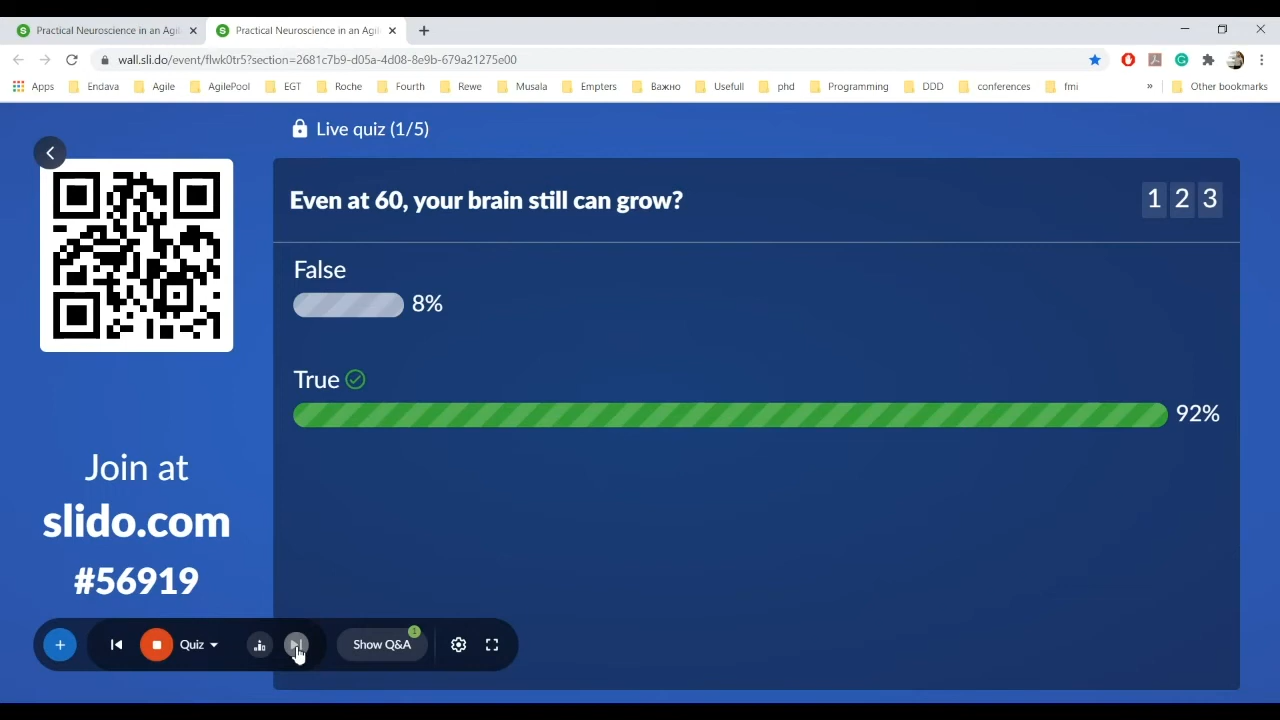 Practical Neuroscience in an Agil
Practical Neuroscience in an Agil
wall.sli.do/event/flwk0tr5?section=2681c7b9-d05a-4d08-8efb-679a21275e00
Apps Endava Agile AgilePool EGT Roche Fourth Rewe Musala Empters Важно Usefull phd Programming DDD conferences fmi » Other bookmarks
Live quiz (1/5)
Even at 60, your brain still can grow?
1 2 3
False
8%
True
92%
Join at
slido.com
#56919
Quiz
Show Q&A
1